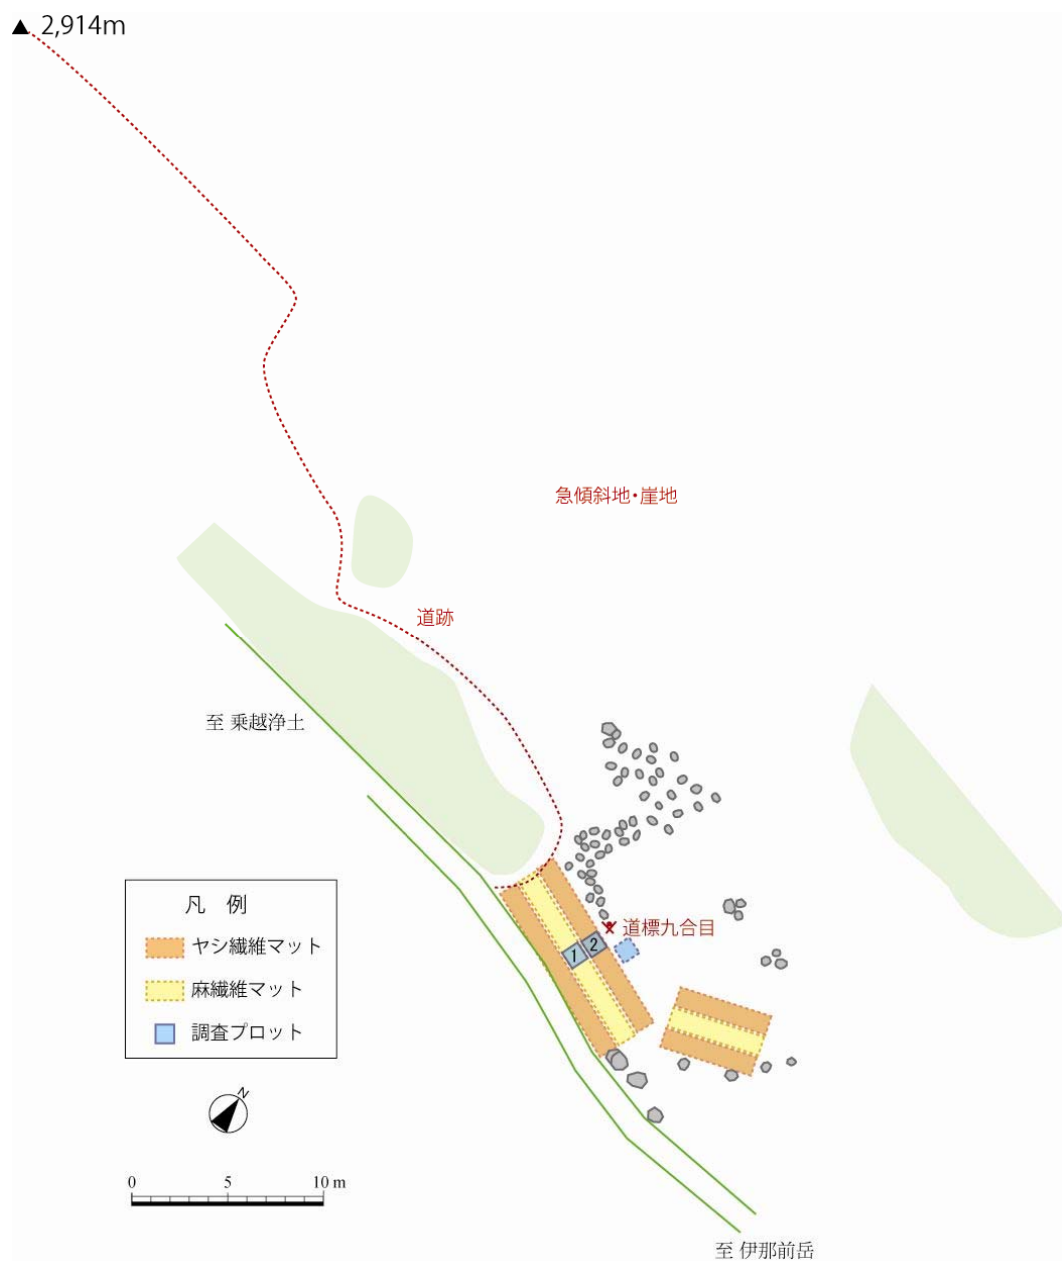 ▲ 2,914m
急傾斜地・崖地
道跡
至 乗越浄土
道標九合目
1
2
凡 例
ヤシ繊維マット
麻繊維マット
調査プロット
N
0 5 10 m
至 伊那前岳